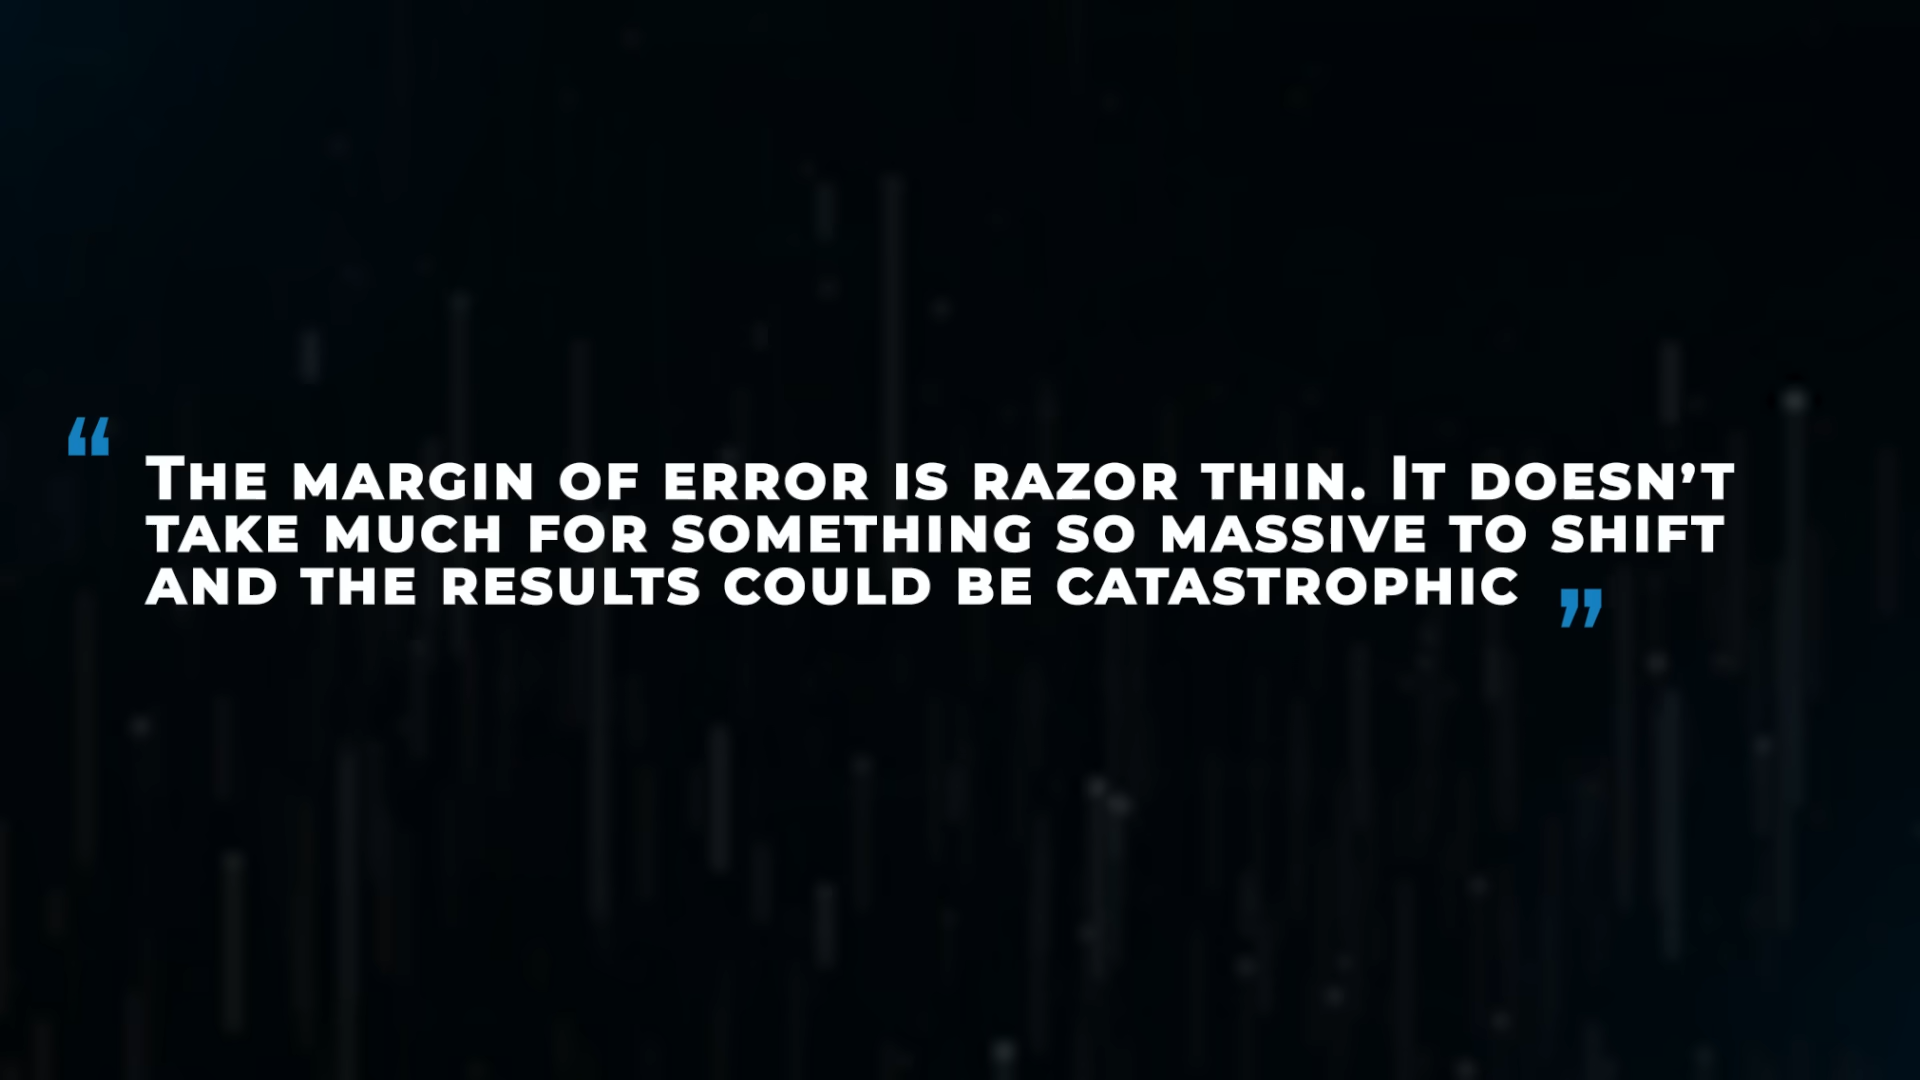 “The margin of error is razor thin. It doesn’t
take much for something so massive to shift
and the results could be catastrophic”